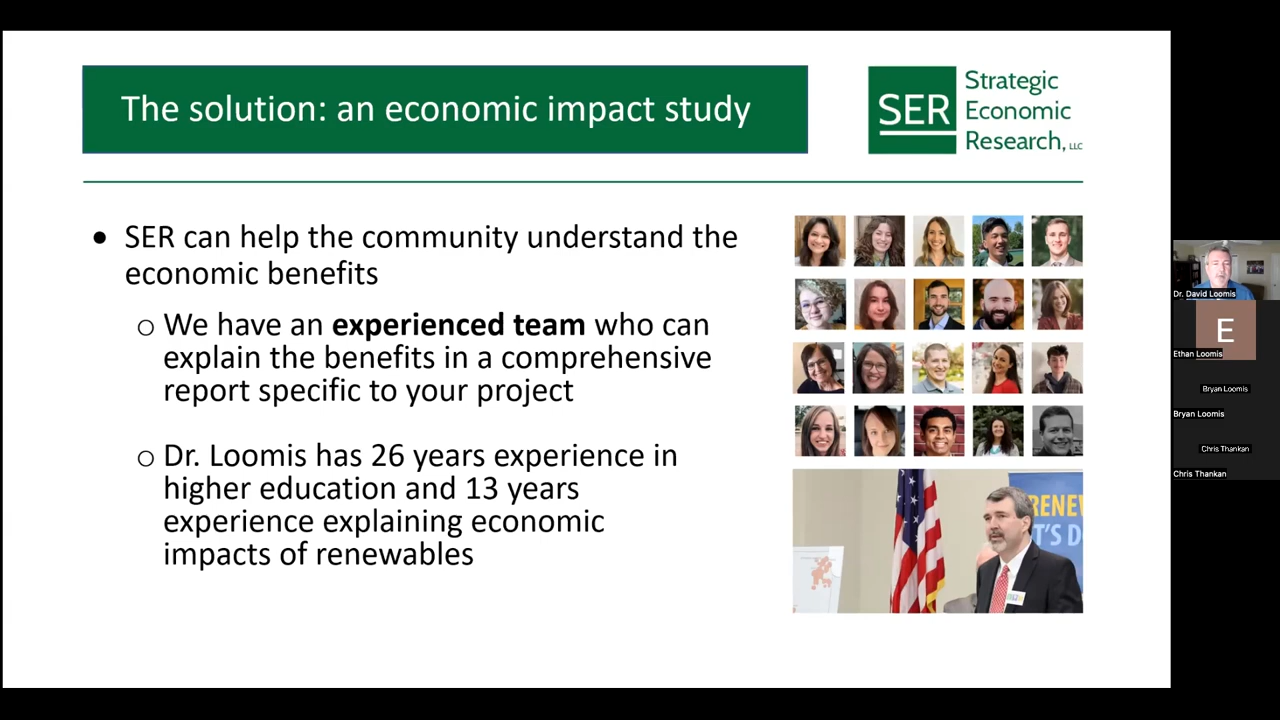 The solution: an economic impact study
SER
Strategic
Economic
Research, LLC
• SER can help the community understand the
economic benefits
○ We have an experienced team who can
explain the benefits in a comprehensive
report specific to your project
○ Dr. Loomis has 26 years experience in
higher education and 13 years
experience explaining economic
impacts of renewables
RENEW
T'S D
Dr. David Loomis
E
Ethan Loomis
Bryan Loomis
Bryan Loomis
Chris Thankan
Chris Thankan